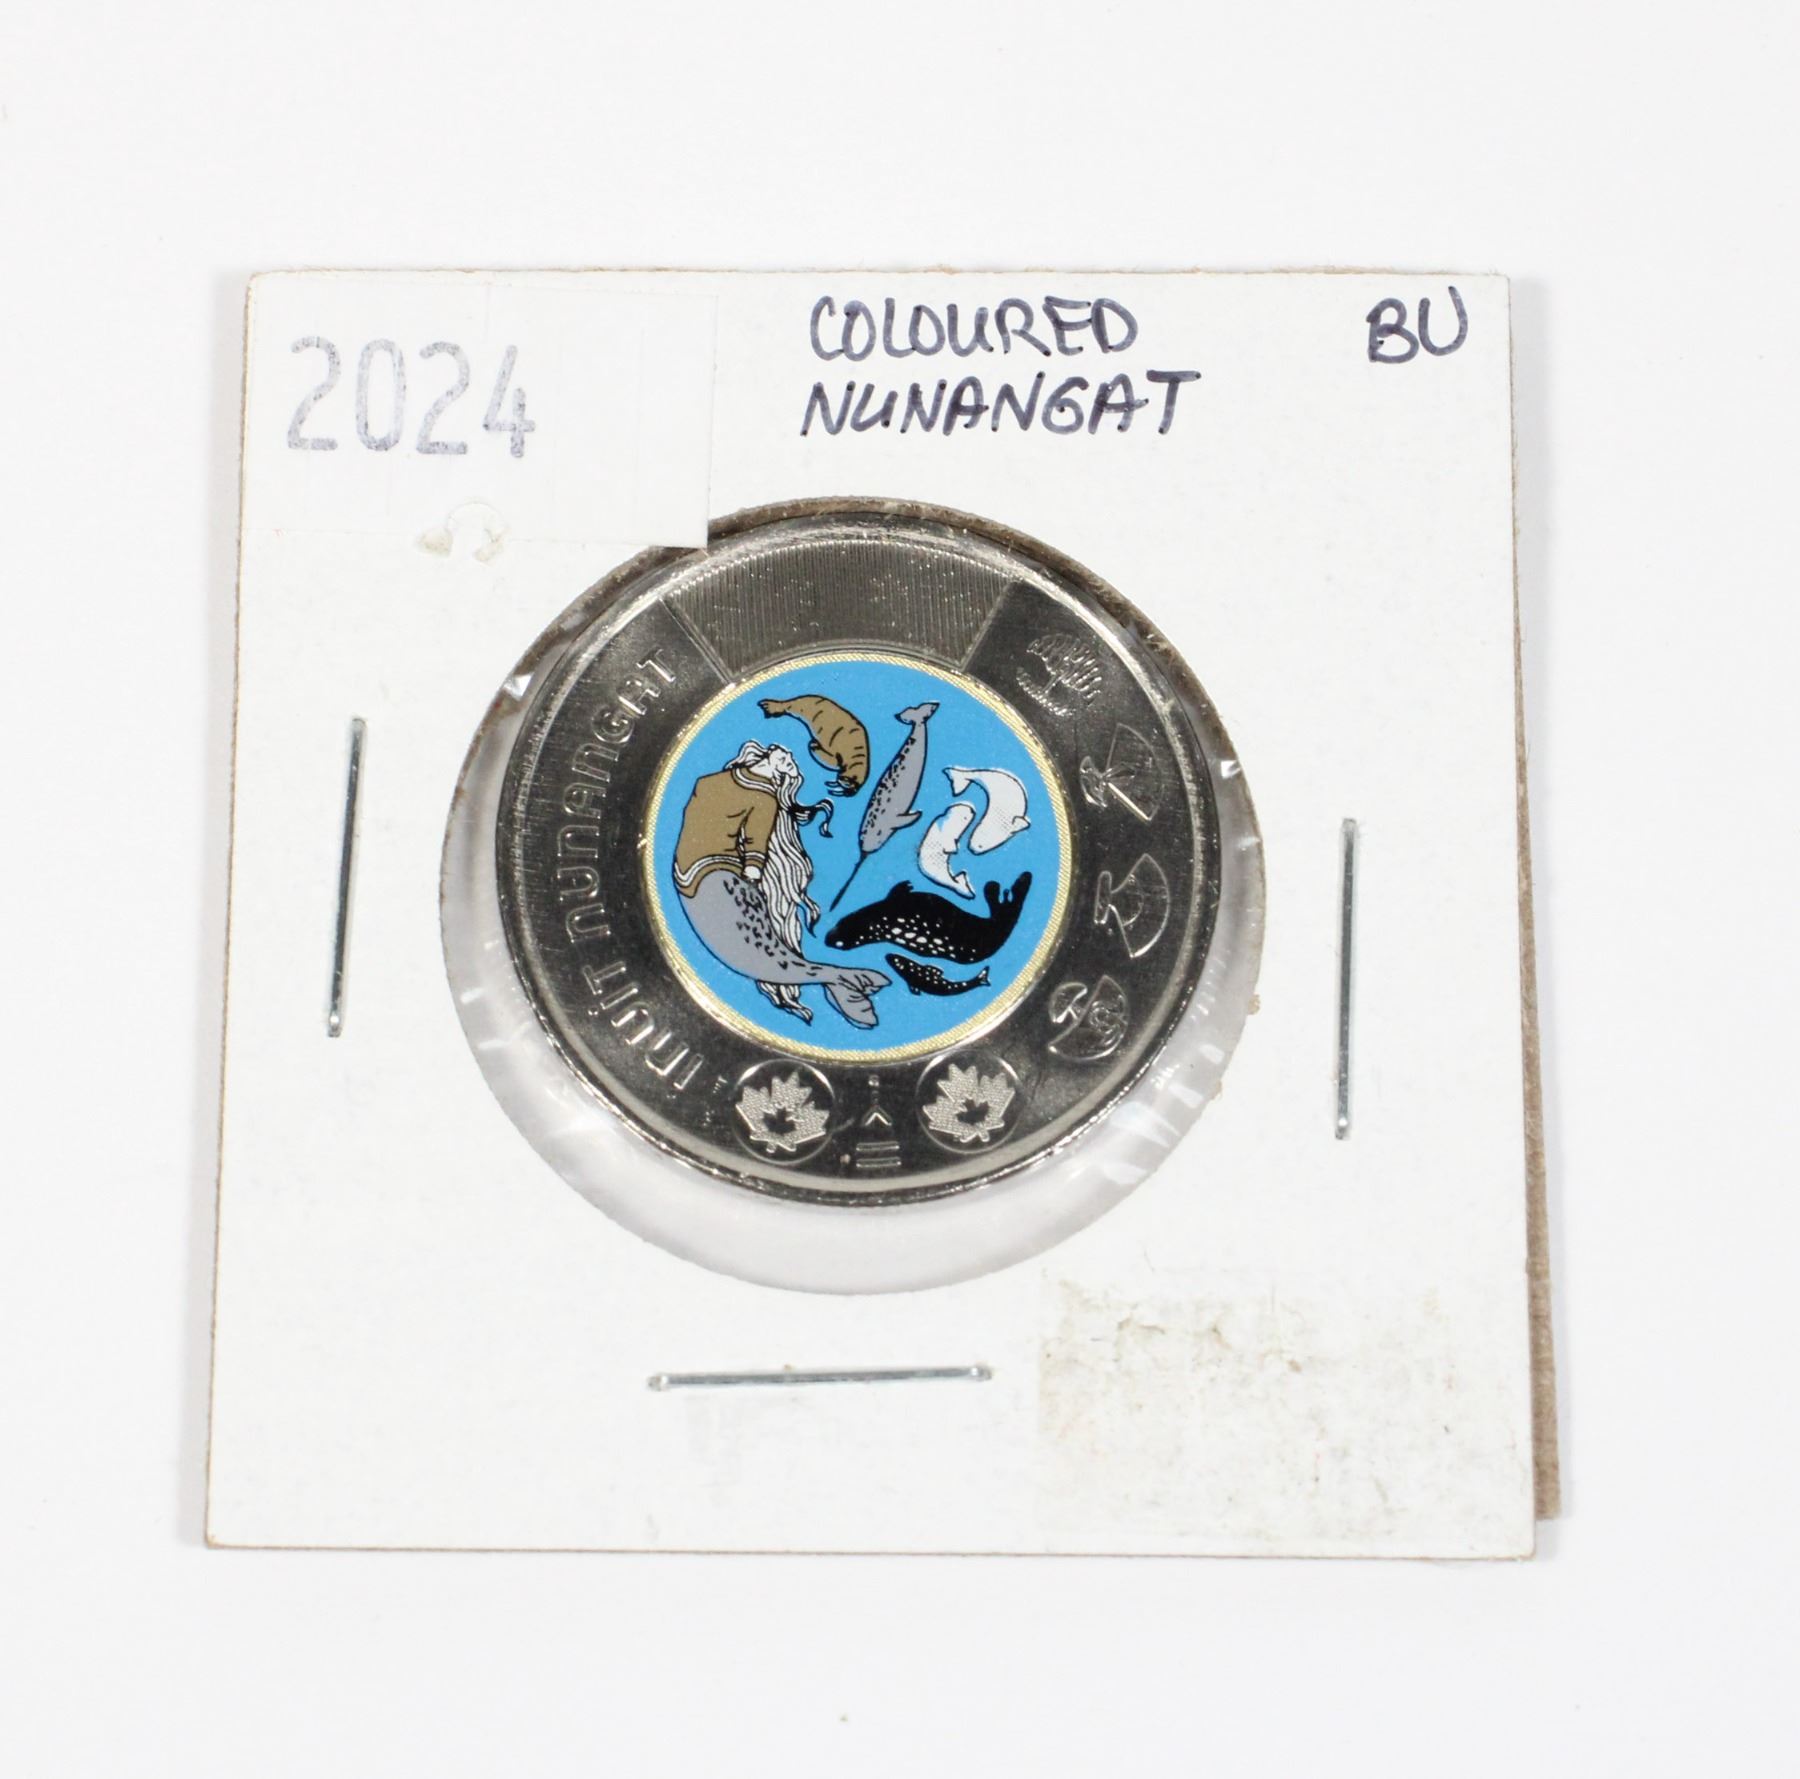 2024
COLOURED
NUNANGAT
BU
INUIT NUNANGAT